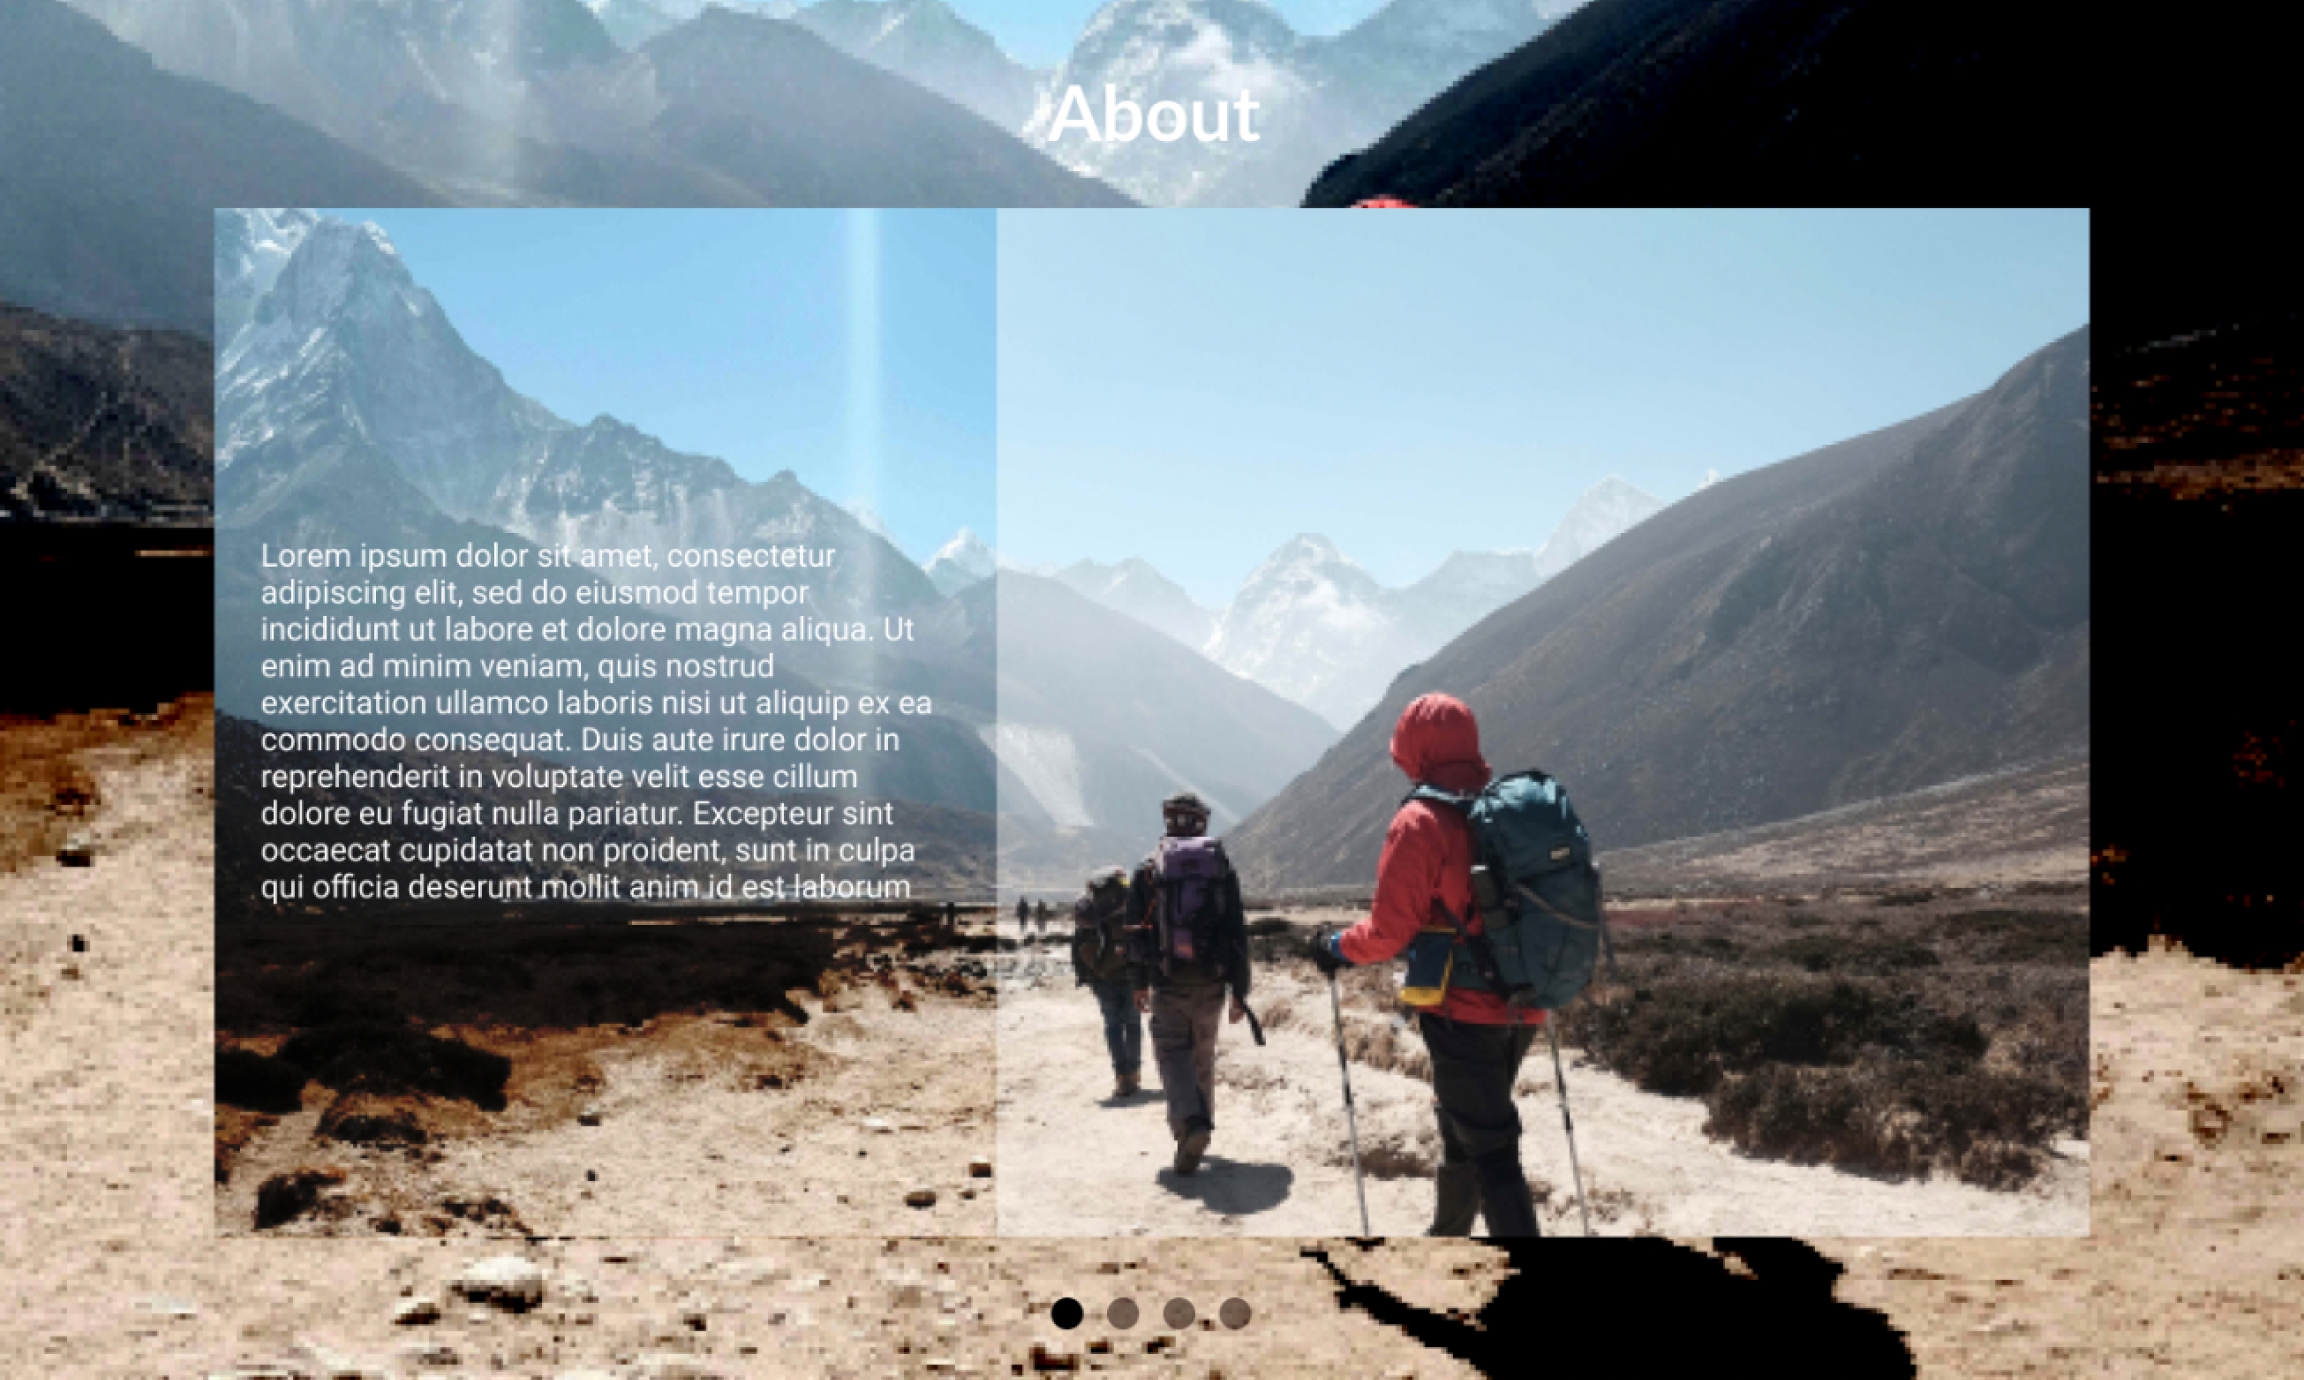 About
Lorem ipsum dolor sit amet, consectetur
adipiscing elit, sed do eiusmod tempor
incididunt ut labore et dolore magna aliqua. Ut
enim ad minim veniam, quis nostrud
exercitation ullamco laboris nisi ut aliquip ex ea
commodo consequat. Duis aute irure dolor in
reprehenderit in voluptate velit esse cillum
dolore eu fugiat nulla pariatur. Excepteur sint
occaecat cupidatat non proident, sunt in culpa
qui officia deserunt mollit anim id est laborum